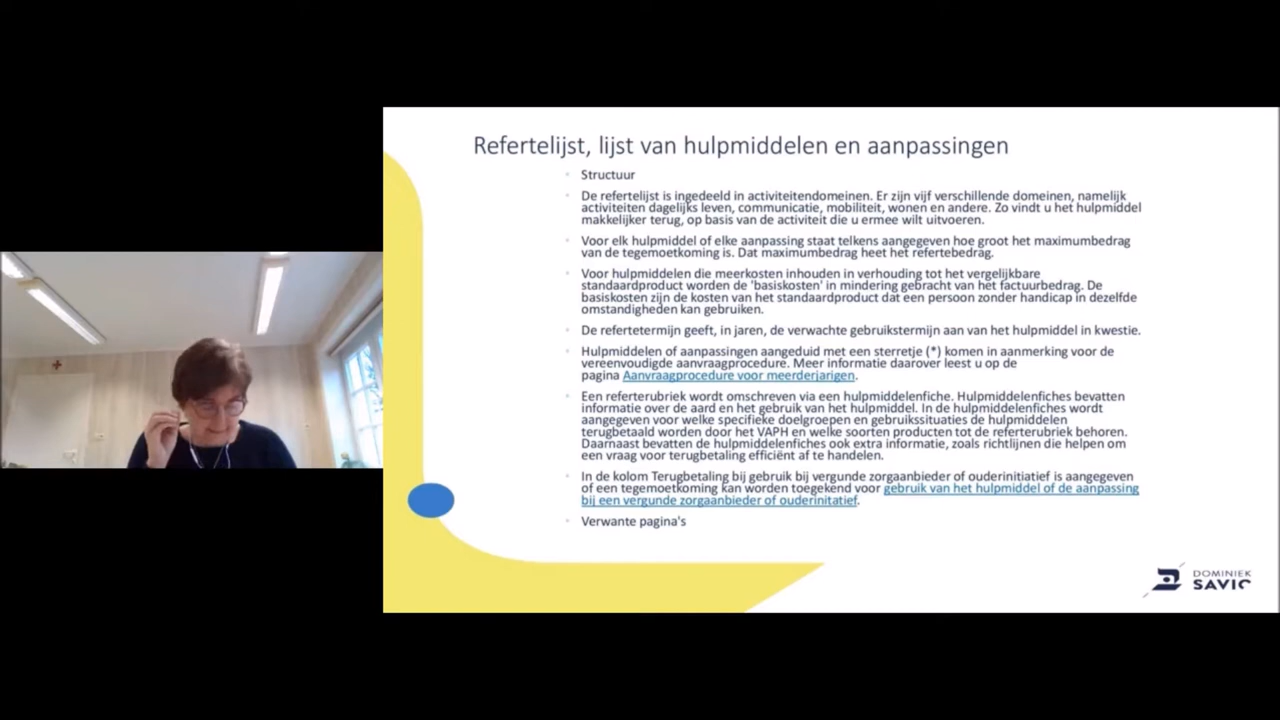 Refertelijst, lijst van hulpmiddelen en aanpassingen
Structuur
De refertelijst is ingedeeld in activiteitendomeinen. Er zijn vijf verschillende domeinen, namelijk
activiteiten dagelijks leven, communicatie, mobiliteit, wonen en andere. Zo vindt u het hulpmiddel
makkelijker terug, op basis van de activiteit die u ermee wilt uitvoeren.
Voor elk hulpmiddel of elke aanpassing staat telkens aangegeven hoe groot het maximumbedrag
van de tegemoetkoming is. Dat maximumbedrag heet het refertebedrag.
Voor hulpmiddelen die meerkosten inhouden in verhouding tot het vergelijkbare
standaardproduct worden de 'basiskosten' in mindering gebracht van het factuurbedrag. De
basiskosten zijn de kosten van het standaardproduct dat een persoon zonder handicap in dezelfde
omstandigheden kan gebruiken.
De refertetermijn geeft, in jaren, de verwachte gebruikstermijn aan van het hulpmiddel in kwestie.
Hulpmiddelen of aanpassingen aangeduid met een sterretje (*) komen in aanmerking voor de
vereenvoudigde aanvraagprocedure. Meer informatie daarover leest u op de
pagina Aanvraagprocedure voor meerderjarigen.
Een referterubriek wordt omschreven via een hulpmiddelenfiche. Hulpmiddelenfiches bevatten
informatie over de aard en het gebruik van het hulpmiddel. In de hulpmiddelenfiches wordt
aangegeven voor welke specifieke doelgroepen en gebruikssituaties de hulpmiddelen
terugbetaald worden door het VAPH en welke soorten producten tot de referterubriek behoren.
Daarnaast bevatten de hulpmiddelenfiches ook extra informatie, zoals richtlijnen die helpen om
een vraag voor terugbetaling efficiënt af te handelen.
In de kolom Terugbetaling bij gebruik bij vergunde zorgaanbieder of ouderinitiatief is aangegeven
of een tegemoetkoming kan worden toegekend voor gebruik van het hulpmiddel of de aanpassing
bij een vergunde zorgaanbieder of ouderinitatief.
Verwante pagina's
DOMINIEK
SAVIO